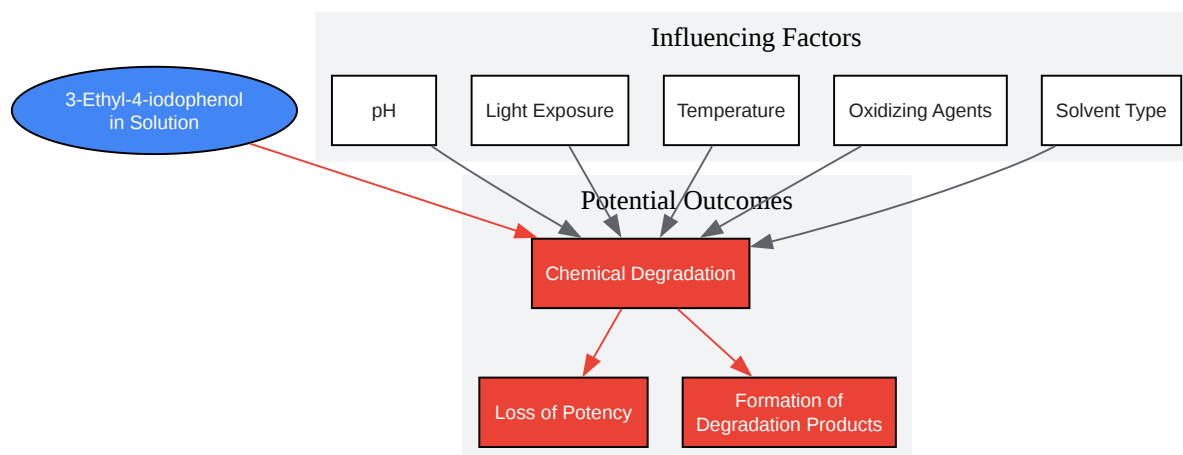 Influencing Factors
3-Ethyl-4-iodophenol
in Solution
pH
Light Exposure
Temperature
Oxidizing Agents
Solvent Type
Potential Outcomes
Chemical Degradation
Loss of Potency
Formation of
Degradation Products